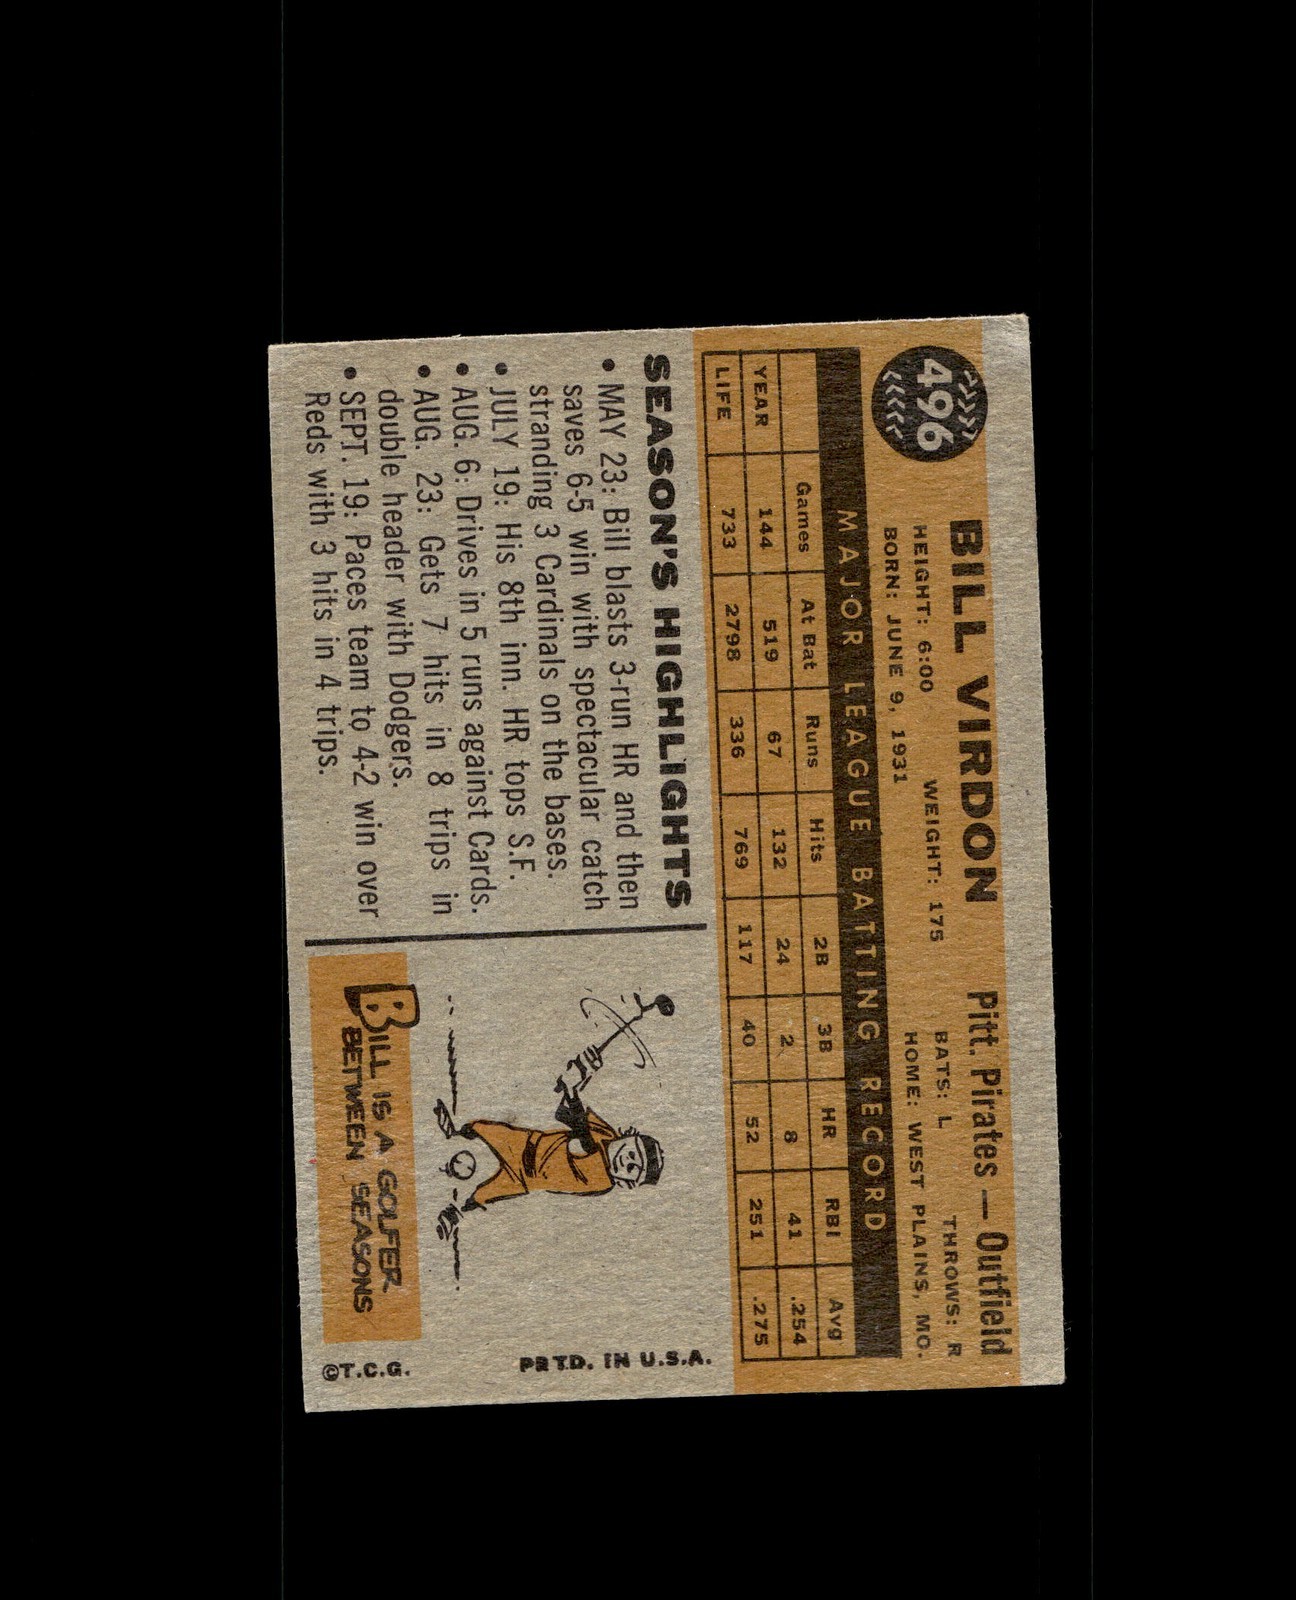 496
BILL VIRDON Pitt. Pirates — Outfield
HEIGHT: 6:00 WEIGHT: 175 BATS: L THROWS: R
BORN: JUNE 9, 1931 HOME: WEST PLAINS, MO.
MAJOR LEAGUE BATTING RECORD
Games At Bat Runs Hits 2B 3B HR RBI Avg
YEAR 144 519 67 132 24 2 8 41 .254
LIFE 733 2798 336 769 117 40 52 251 .275
SEASON'S HIGHLIGHTS
• MAY 23: Bill blasts 3-run HR and then
saves 6-5 win with spectacular catch
stranding 3 Cardinals on the bases.
• JULY 19: His 8th inn. HR tops S.F.
• AUG. 6: Drives in 5 runs against Cards.
• AUG. 23: Gets 7 hits in 8 trips in
double header with Dodgers.
• SEPT. 19: Paces team to 4-2 win over
Reds with 3 hits in 4 trips.
BILL IS A GOLFER
BETWEEN SEASONS
PRTD. IN U.S.A.
©T.C.G.